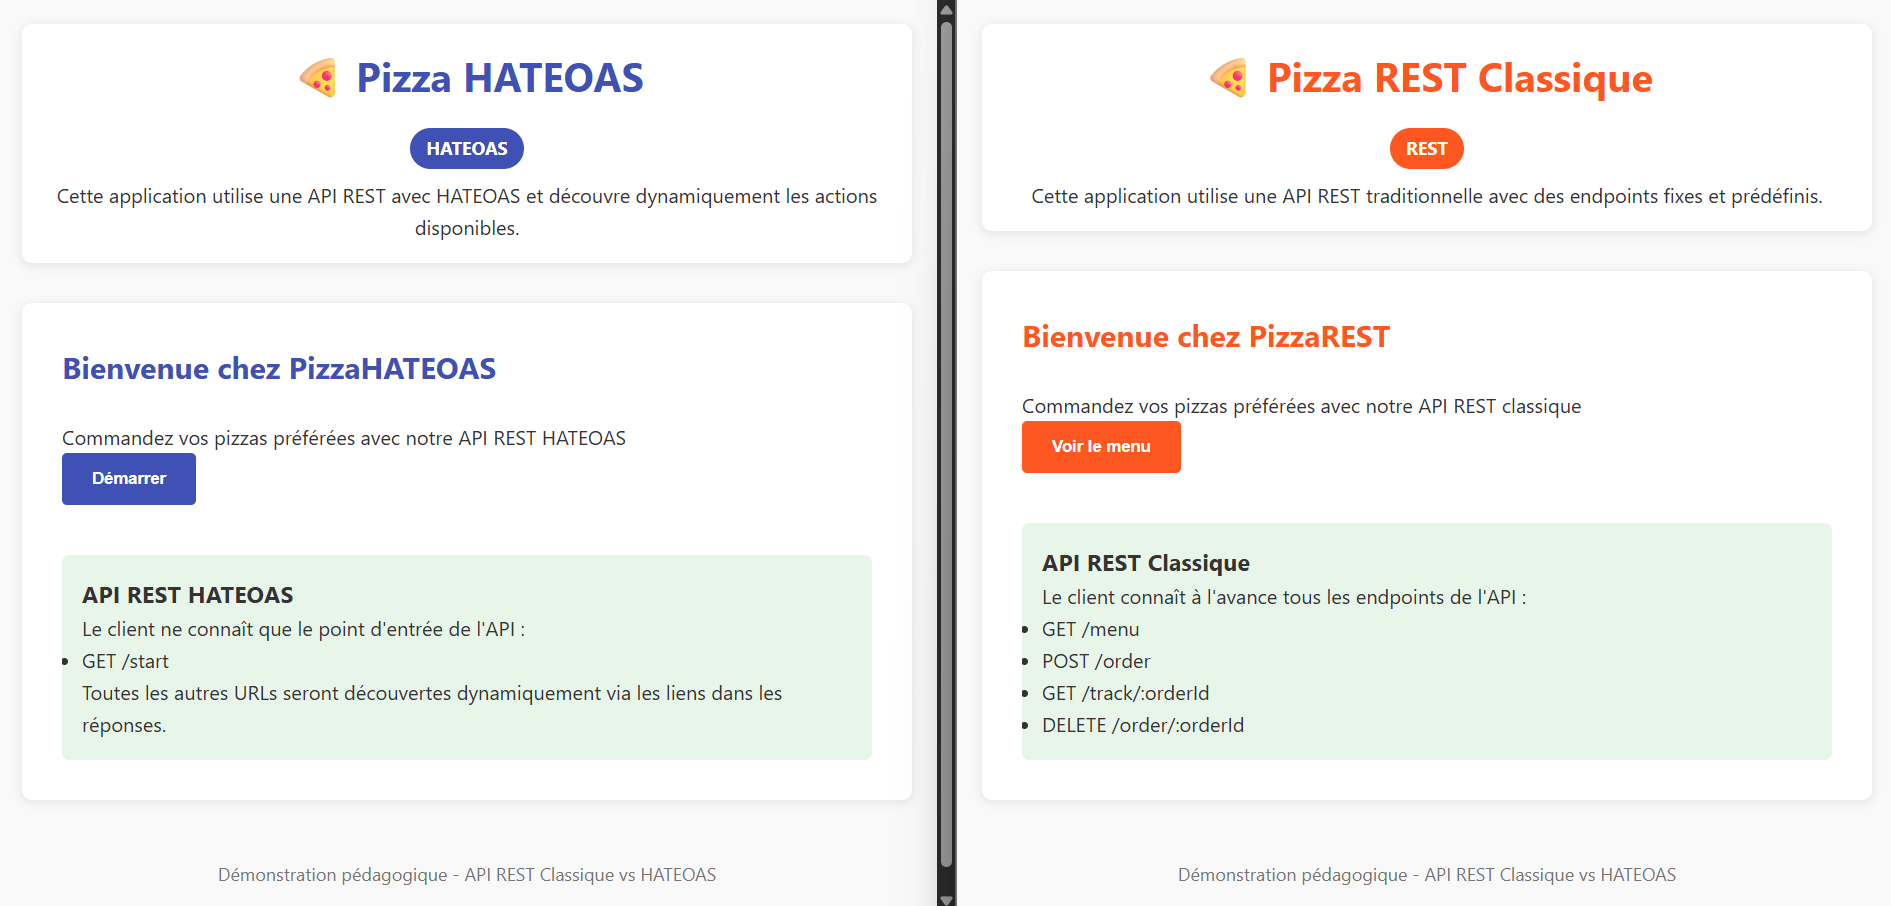 Pizza HATEOAS
HATEOAS
Cette application utilise une API REST avec HATEOAS et découvre dynamiquement les actions
disponibles.
Bienvenue chez PizzaHATEOAS
Commandez vos pizzas préférées avec notre API REST HATEOAS
Démarrer
API REST HATEOAS
Le client ne connaît que le point d'entrée de l'API :
• GET /start
Toutes les autres URLs seront découvertes dynamiquement via les liens dans les
réponses.
Démonstration pédagogique - API REST Classique vs HATEOAS
Pizza REST Classique
REST
Cette application utilise une API REST traditionnelle avec des endpoints fixes et prédéfinis.
Bienvenue chez PizzaREST
Commandez vos pizzas préférées avec notre API REST classique
Voir le menu
API REST Classique
Le client connaît à l'avance tous les endpoints de l'API :
• GET /menu
• POST /order
• GET /track/:orderId
• DELETE /order/:orderId
Démonstration pédagogique - API REST Classique vs HATEOAS